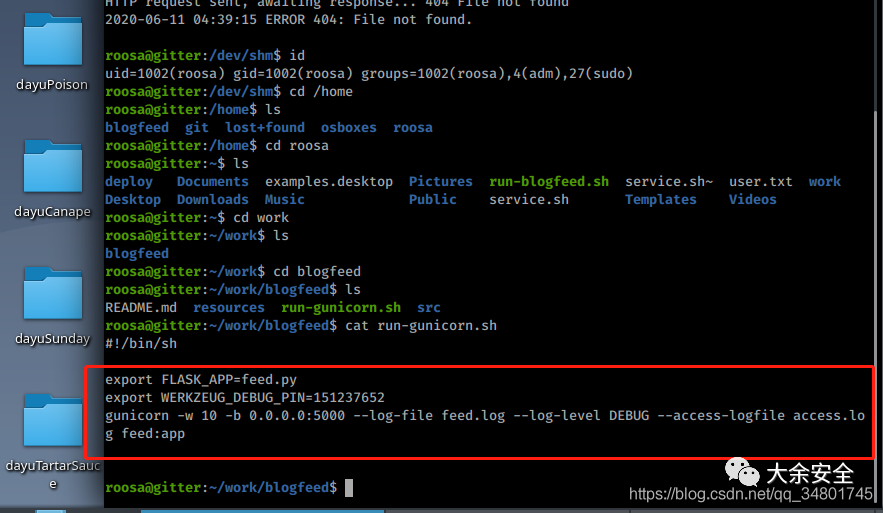 HTTP request sent, awaiting response... 404 File not found
2020-06-11 04:39:15 ERROR 404: File not found.
roosa@gitter:/dev/shm$ id
uid=1002(roosa) gid=1002(roosa) groups=1002(roosa),4(adm),27(sudo)
roosa@gitter:/dev/shm$ cd /home
roosa@gitter:/home$ ls
blogfeed  git  lost+found  osboxes  roosa
roosa@gitter:/home$ cd roosa
roosa@gitter:~$ ls
deploy   Documents  examples.desktop  Pictures  run-blogfeed.sh  service.sh~  user.txt  work
Desktop  Downloads  Music             Public    service.sh       Templates    Videos
roosa@gitter:~$ cd work
roosa@gitter:~/work$ ls
blogfeed
roosa@gitter:~/work$ cd blogfeed
roosa@gitter:~/work/blogfeed$ ls
README.md  resources  run-gunicorn.sh  src
roosa@gitter:~/work/blogfeed$ cat run-gunicorn.sh
#!/bin/sh
export FLASK_APP=feed.py
export WERKZEUG_DEBUG_PIN=151237652
gunicorn -w 10 -b 0.0.0.0:5000 --log-file feed.log --log-level DEBUG --access-logfile access.lo
g feed:app
roosa@gitter:~/work/blogfeed$
dayuPoison
dayuCanape
dayuSunday
dayuTartarSauc
e
大余安全
https://blog.csdn.net/qq_34801745